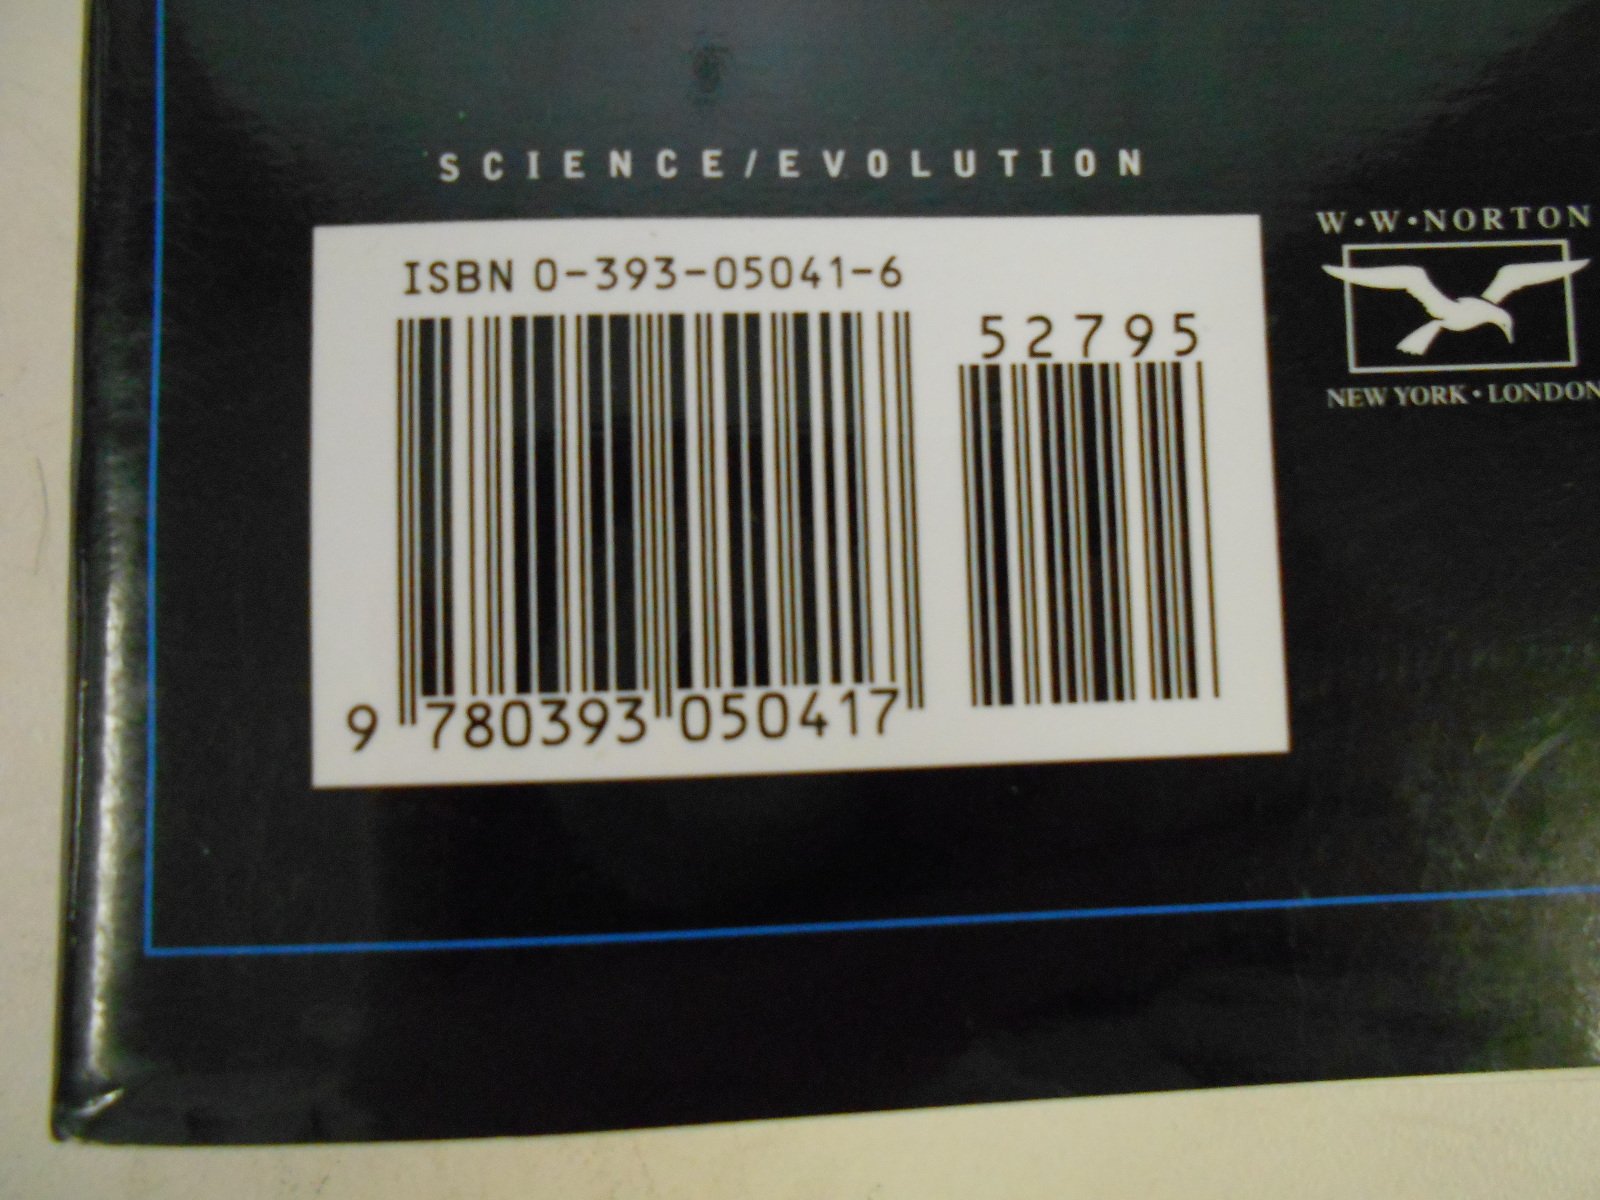 SCIENCE/EVOLUTION
W·W·NORTON
NEW YORK·LONDON
ISBN 0-393-05041-6
52795
9 780393 050417